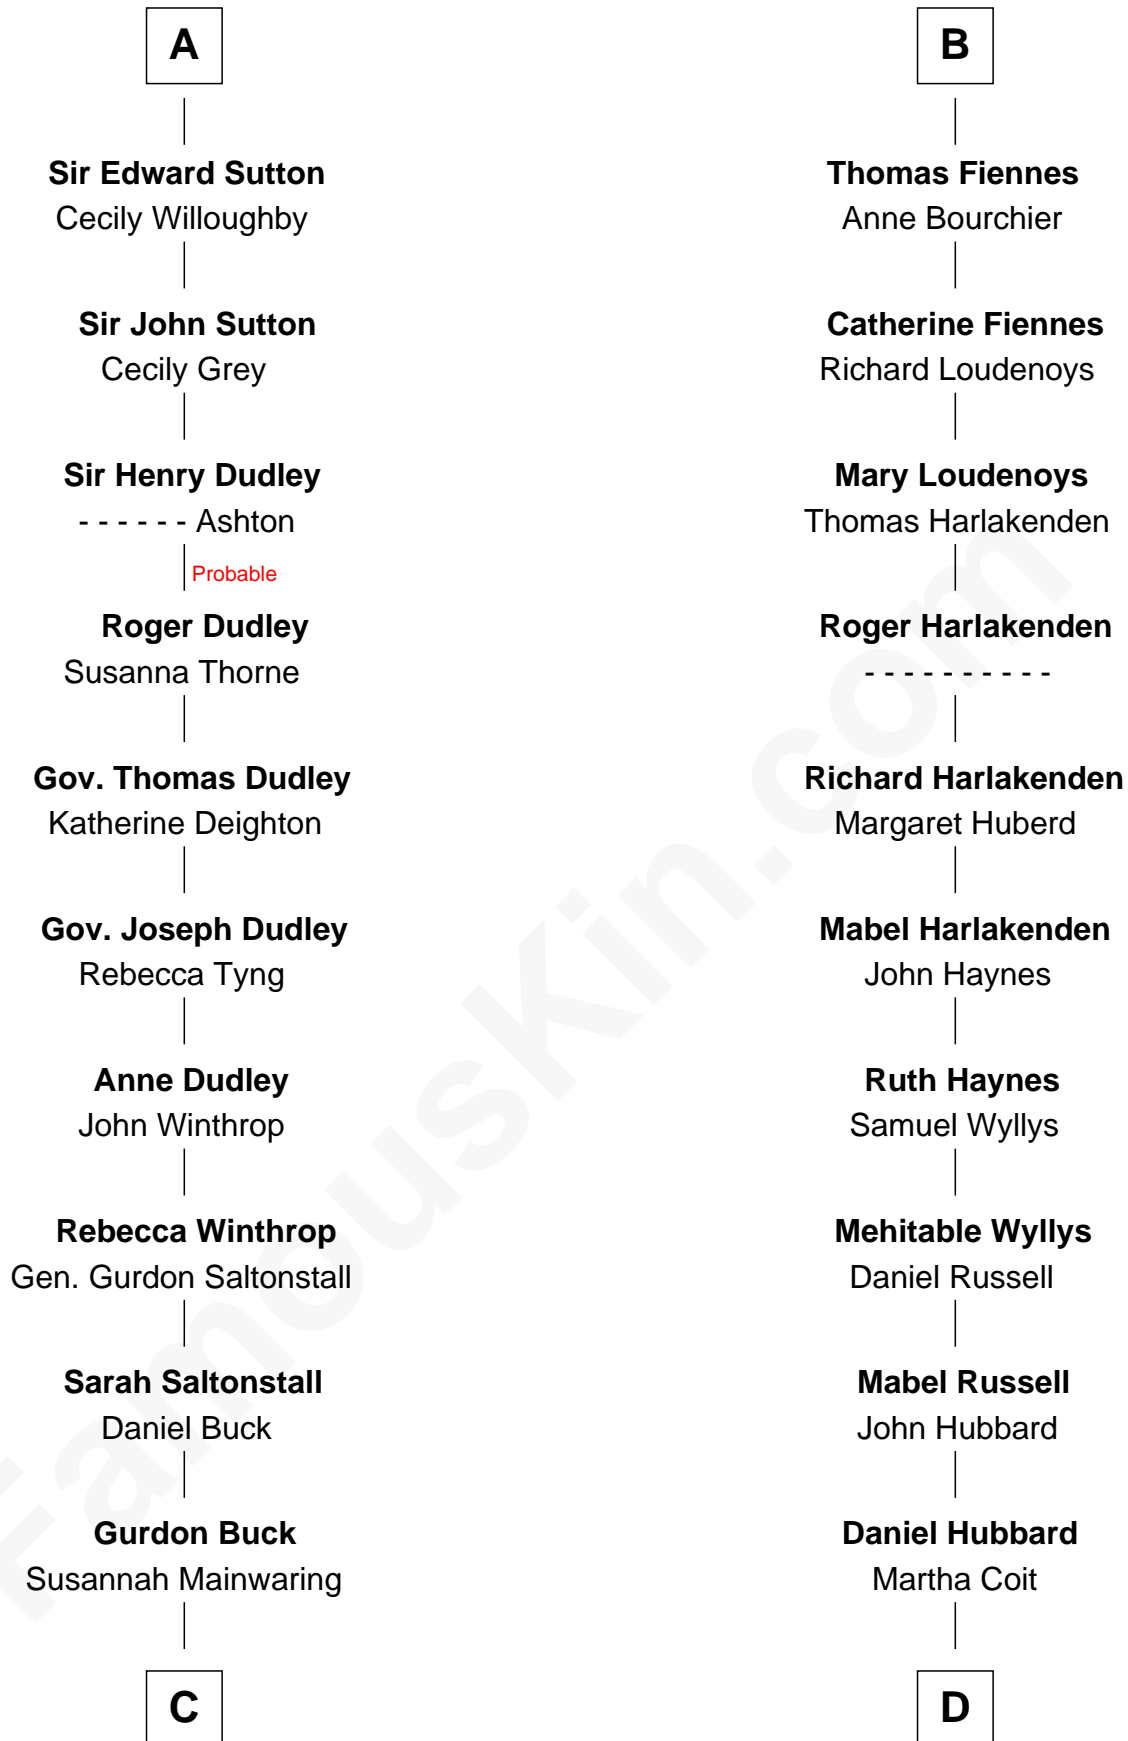 A
Sir Edward Sutton
Cecily Willoughby
Sir John Sutton
Cecily Grey
Sir Henry Dudley
- - - - - - Ashton
Probable
Roger Dudley
Susanna Thorne
Gov. Thomas Dudley
Katherine Deighton
Gov. Joseph Dudley
Rebecca Tyng
Anne Dudley
John Winthrop
Rebecca Winthrop
Gen. Gurdon Saltonstall
Sarah Saltonstall
Daniel Buck
Gurdon Buck
Susannah Mainwaring
C
B
Thomas Fiennes
Anne Bourchier
Catherine Fiennes
Richard Loudenoys
Mary Loudenoys
Thomas Harlakenden
Roger Harlakenden
- - - - - - - - - -
Richard Harlakenden
Margaret Huberd
Mabel Harlakenden
John Haynes
Ruth Haynes
Samuel Wyllys
Mehitable Wyllys
Daniel Russell
Mabel Russell
John Hubbard
Daniel Hubbard
Martha Coit
D
FamousKin.com